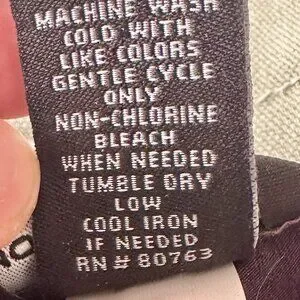 MACHINE WASH
COLD WITH
LIKE COLORS
GENTLE CYCLE
ONLY
NON-CHLORINE
BLEACH
WHEN NEEDED
TUMBLE DRY
LOW
COOL IRON
IF NEEDED
RN# 80763